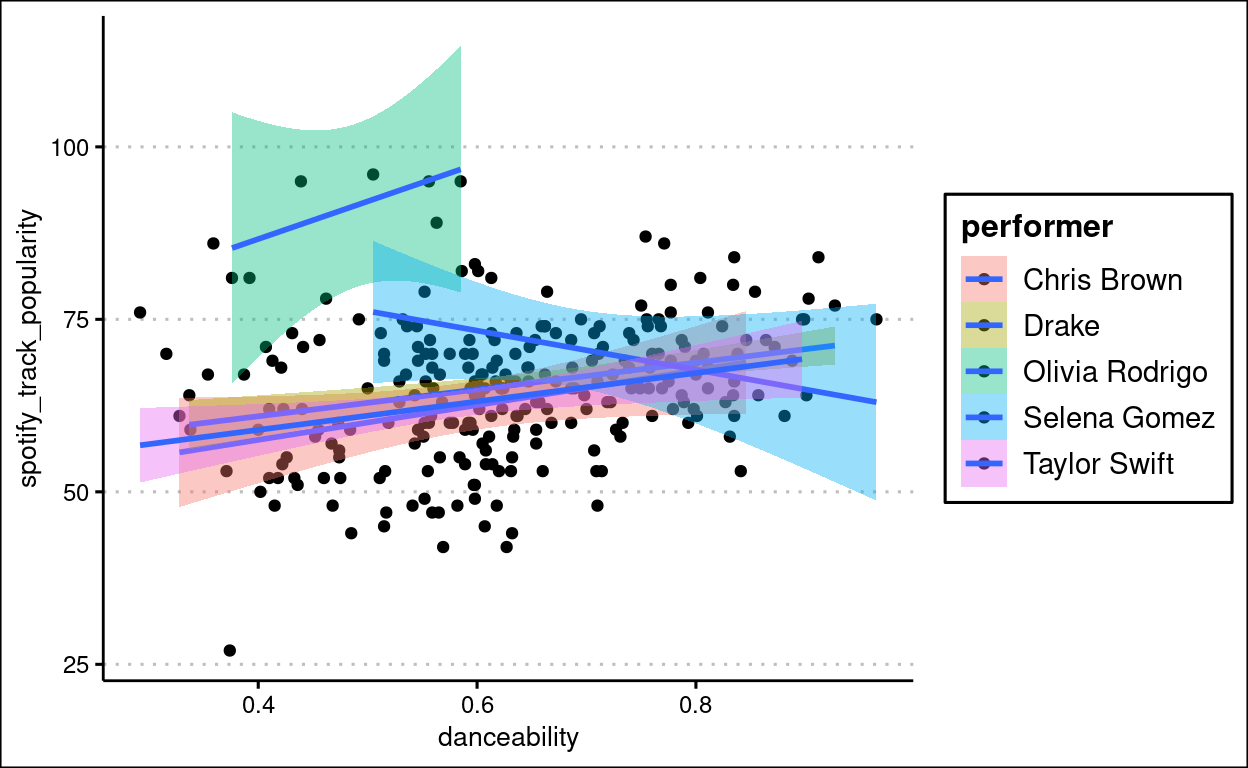 100
75
50
25
spotify_track_popularity
0.4 0.6 0.8
danceability
performer
Chris Brown
Drake
Olivia Rodrigo
Selena Gomez
Taylor Swift